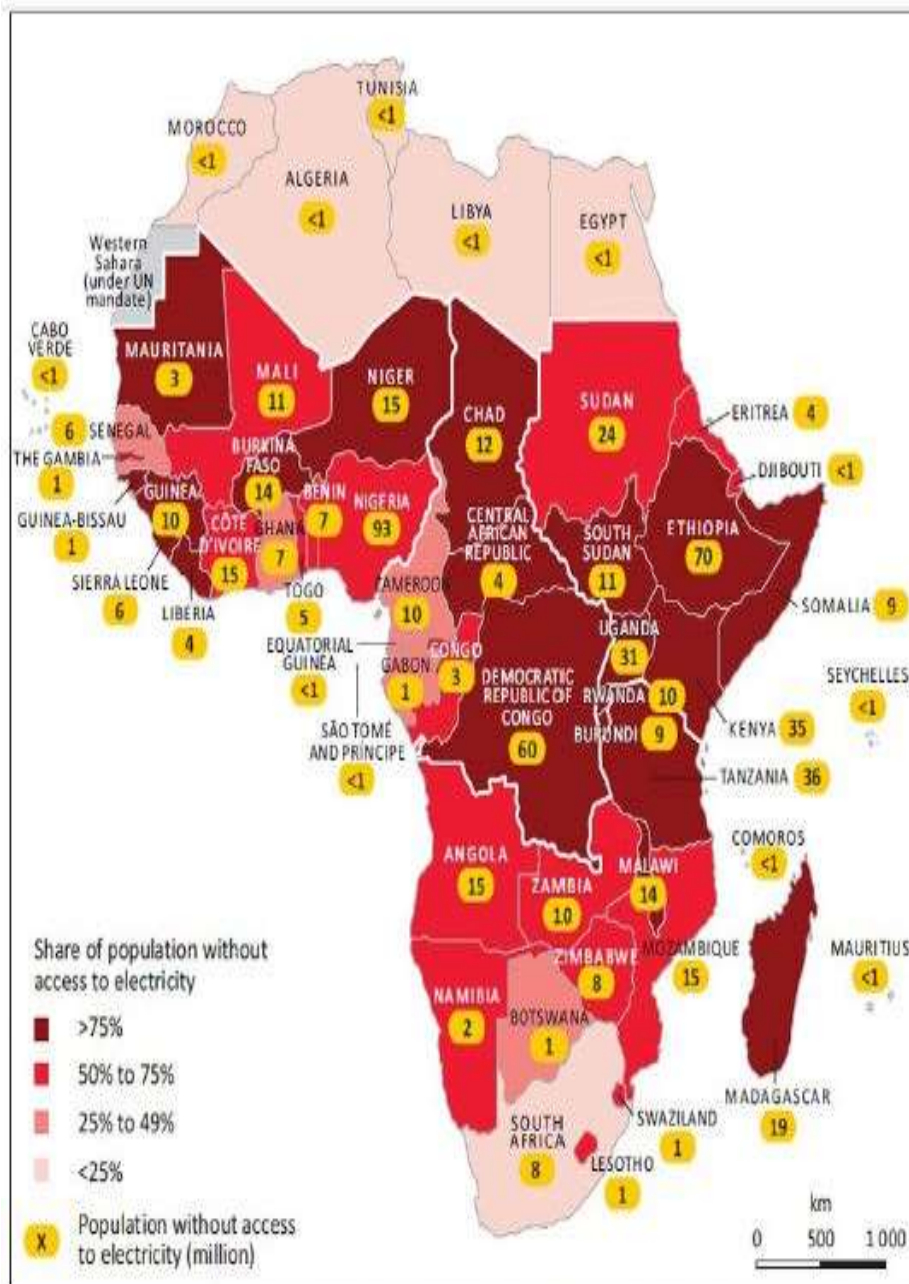 TUNISIA
<1
MOROCCO
<1
ALGERIA
<1
LIBYA
<1
EGYPT
<1
Western
Sahara
(under UN
mandate)
CABO
VERDE
<1
MAURITANIA
3
MALI
11
NIGER
15
CHAD
12
SUDAN
24
ERITREA 4
DJIBOUTI <1
6 SENEGAL
THE GAMBIA
1
GUINEA-BISSAU
1
GUINEA
10
SIERRA LEONE
6
LIBERIA
4
BURKINA
FASO
14
CÔTE
D'IVOIRE
15
GHANA
7
TOGO
5
BENIN
7
NIGERIA
93
CENTRAL
AFRICAN
REPUBLIC
4
SOUTH
SUDAN
11
ETHIOPIA
70
SOMALIA 9
CAMEROON
10
EQUATORIAL
GUINEA
<1
SÃO TOMÉ
AND PRÍNCIPE
<1
GABON
1
CONGO
3
DEMOCRATIC
REPUBLIC OF
CONGO
60
UGANDA
31
RWANDA 10
BURUNDI 9
KENYA 35
TANZANIA 36
SEYCHELLES
<1
COMOROS
<1
ANGOLA
15
ZAMBIA
10
MALAWI
14
MOZAMBIQUE
15
ZIMBABWE
8
MAURITIUS
<1
NAMIBIA
2
BOTSWANA
1
MADAGASCAR
19
SOUTH
AFRICA
8
SWAZILAND
1
LESOTHO
1
Share of population without
access to electricity
>75%
50% to 75%
25% to 49%
<25%
X Population without access
to electricity (million)
km
0 500 1 000